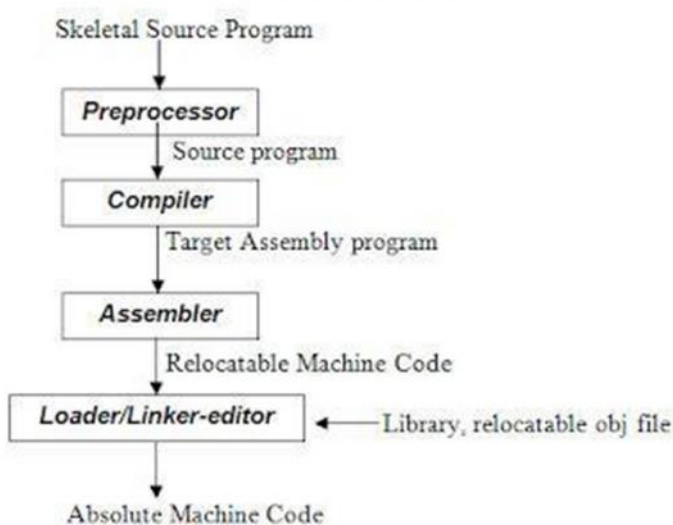 Skeletal Source Program
Preprocessor
Source program
Compiler
Target Assembly program
Assembler
Relocatable Machine Code
Loader/Linker-editor
Library, relocatable obj file
Absolute Machine Code